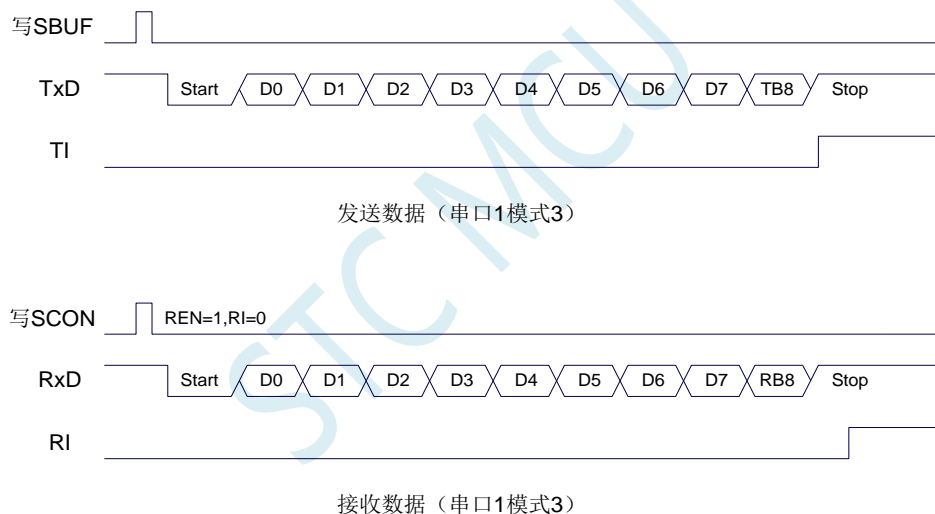 写SBUF
TxD Start D0 D1 D2 D3 D4 D5 D6 D7 TB8 Stop
TI
发送数据（串口1模式3）
写SCON REN=1,RI=0
RxD Start D0 D1 D2 D3 D4 D5 D6 D7 RB8 Stop
RI
接收数据（串口1模式3）
STC MCU